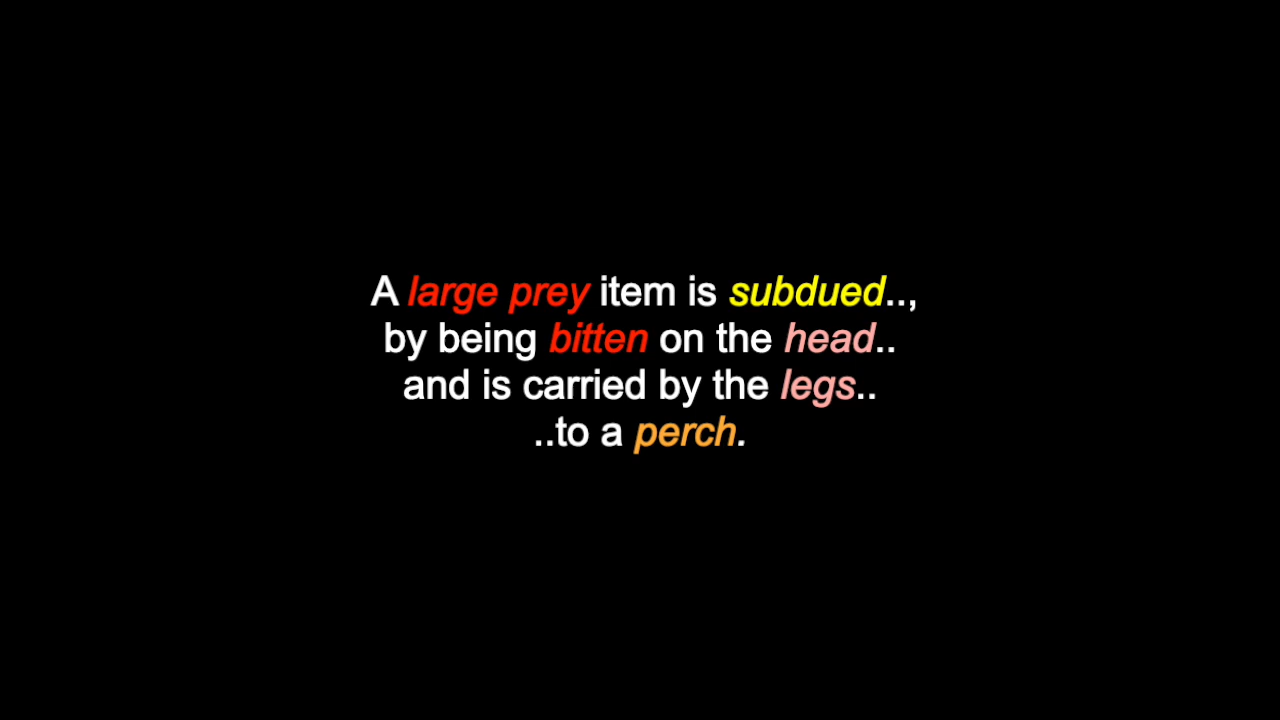 A large prey item is subdued..,
by being bitten on the head..
and is carried by the legs..
..to a perch.